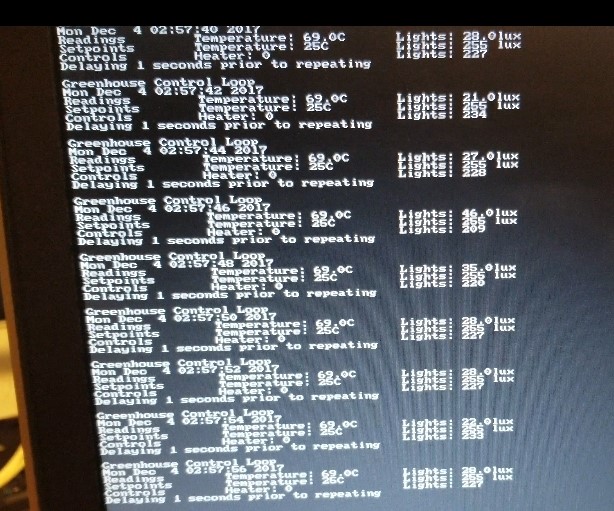 Mon Dec  4 02:57:40 2017
Readings Temperature: 69.0C Lights: 28.0lux
Setpoints Temperature: 25C Lights: 255 lux
Controls Heater: 0 Lights: 227
Delaying 1 seconds prior to repeating
Greenhouse Control Loop
Mon Dec  4 02:57:42 2017
Readings Temperature: 69.0C Lights: 21.0lux
Setpoints Temperature: 25C Lights: 255 lux
Controls Heater: 0 Lights: 234
Delaying 1 seconds prior to repeating
Greenhouse Control Loop
Mon Dec  4 02:57:44 2017
Readings Temperature: 69.0C Lights: 27.0lux
Setpoints Temperature: 25C Lights: 255 lux
Controls Heater: 0 Lights: 228
Delaying 1 seconds prior to repeating
Greenhouse Control Loop
Mon Dec  4 02:57:46 2017
Readings Temperature: 69.0C Lights: 46.0lux
Setpoints Temperature: 25C Lights: 255 lux
Controls Heater: 0 Lights: 209
Delaying 1 seconds prior to repeating
Greenhouse Control Loop
Mon Dec  4 02:57:48 2017
Readings Temperature: 69.0C Lights: 35.0lux
Setpoints Temperature: 25C Lights: 255 lux
Controls Heater: 0 Lights: 220
Delaying 1 seconds prior to repeating
Greenhouse Control Loop
Mon Dec  4 02:57:50 2017
Readings Temperature: 69.0C Lights: 28.0lux
Setpoints Temperature: 25C Lights: 255 lux
Controls Heater: 0 Lights: 227
Delaying 1 seconds prior to repeating
Greenhouse Control Loop
Mon Dec  4 02:57:52 2017
Readings Temperature: 69.0C Lights: 28.0lux
Setpoints Temperature: 25C Lights: 255 lux
Controls Heater: 0 Lights: 227
Delaying 1 seconds prior to repeating
Greenhouse Control Loop
Mon Dec  4 02:57:54 2017
Readings Temperature: 69.0C Lights: 22.0lux
Setpoints Temperature: 25C Lights: 255 lux
Controls Heater: 0 Lights: 233
Delaying 1 seconds prior to repeating
Greenhouse Control Loop
Mon Dec  4 02:57:56 2017
Readings Temperature: 69.0C Lights: 28.0lux
Setpoints Temperature: 25C Lights: 255 lux
Controls Heater: 0 Lights: 227
Delaying 1 seconds prior to repeating